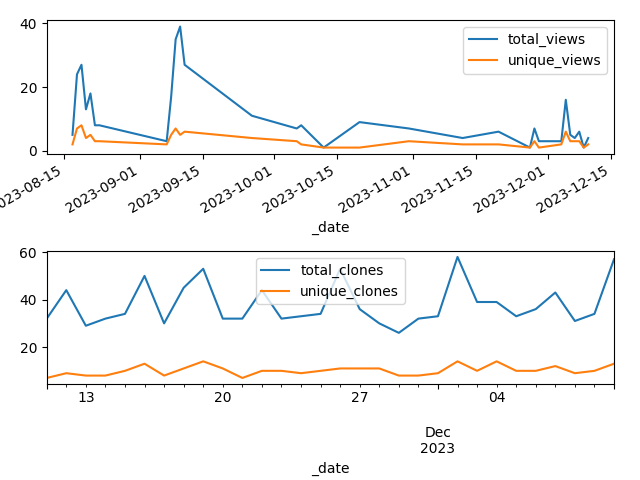 40
20
0
total_views
unique_views
2023-08-15
2023-09-01
2023-09-15
2023-10-01
2023-10-15
2023-11-01
2023-11-15
2023-12-01
2023-12-15
_date
60
40
20
total_clones
unique_clones
13
20
27
04
Dec
2023
_date